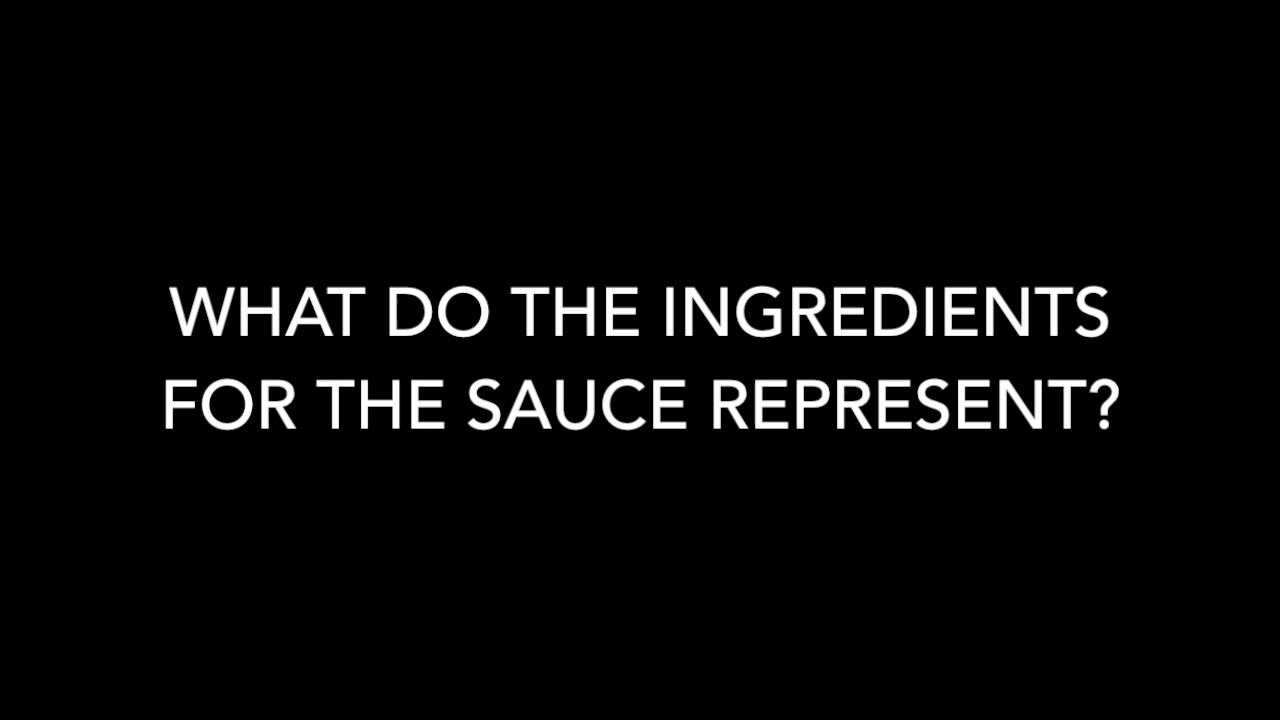 WHAT DO THE INGREDIENTS
FOR THE SAUCE REPRESENT?